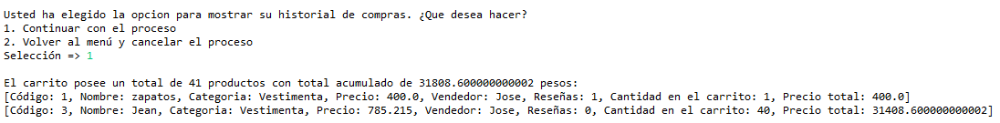 Usted ha elegido la opcion para mostrar su historial de compras. ¿Que desea hacer?
1. Continuar con el proceso
2. Volver al menú y cancelar el proceso
Selección => 1
El carrito posee un total de 41 productos con total acumulado de 31808.600000000002 pesos:
[Código: 1, Nombre: zapatos, Categoria: Vestimenta, Precio: 400.0, Vendedor: Jose, Reseñas: 1, Cantidad en el carrito: 1, Precio total: 400.0]
[Código: 3, Nombre: Jean, Categoria: Vestimenta, Precio: 785.215, Vendedor: Jose, Reseñas: 0, Cantidad en el carrito: 40, Precio total: 31408.600000000002]